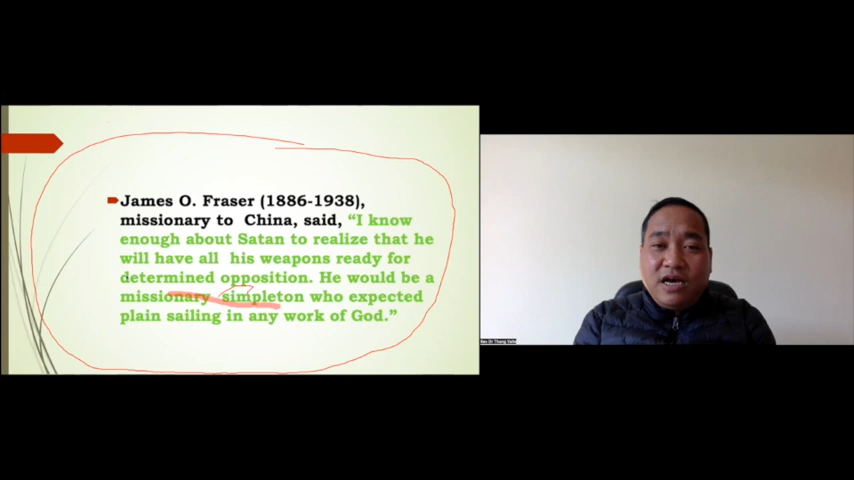 James O. Fraser (1886-1938),
missionary to China, said, “I know
enough about Satan to realize that he
will have all his weapons ready for
determined opposition. He would be a
missionary simpleton who expected
plain sailing in any work of God.”